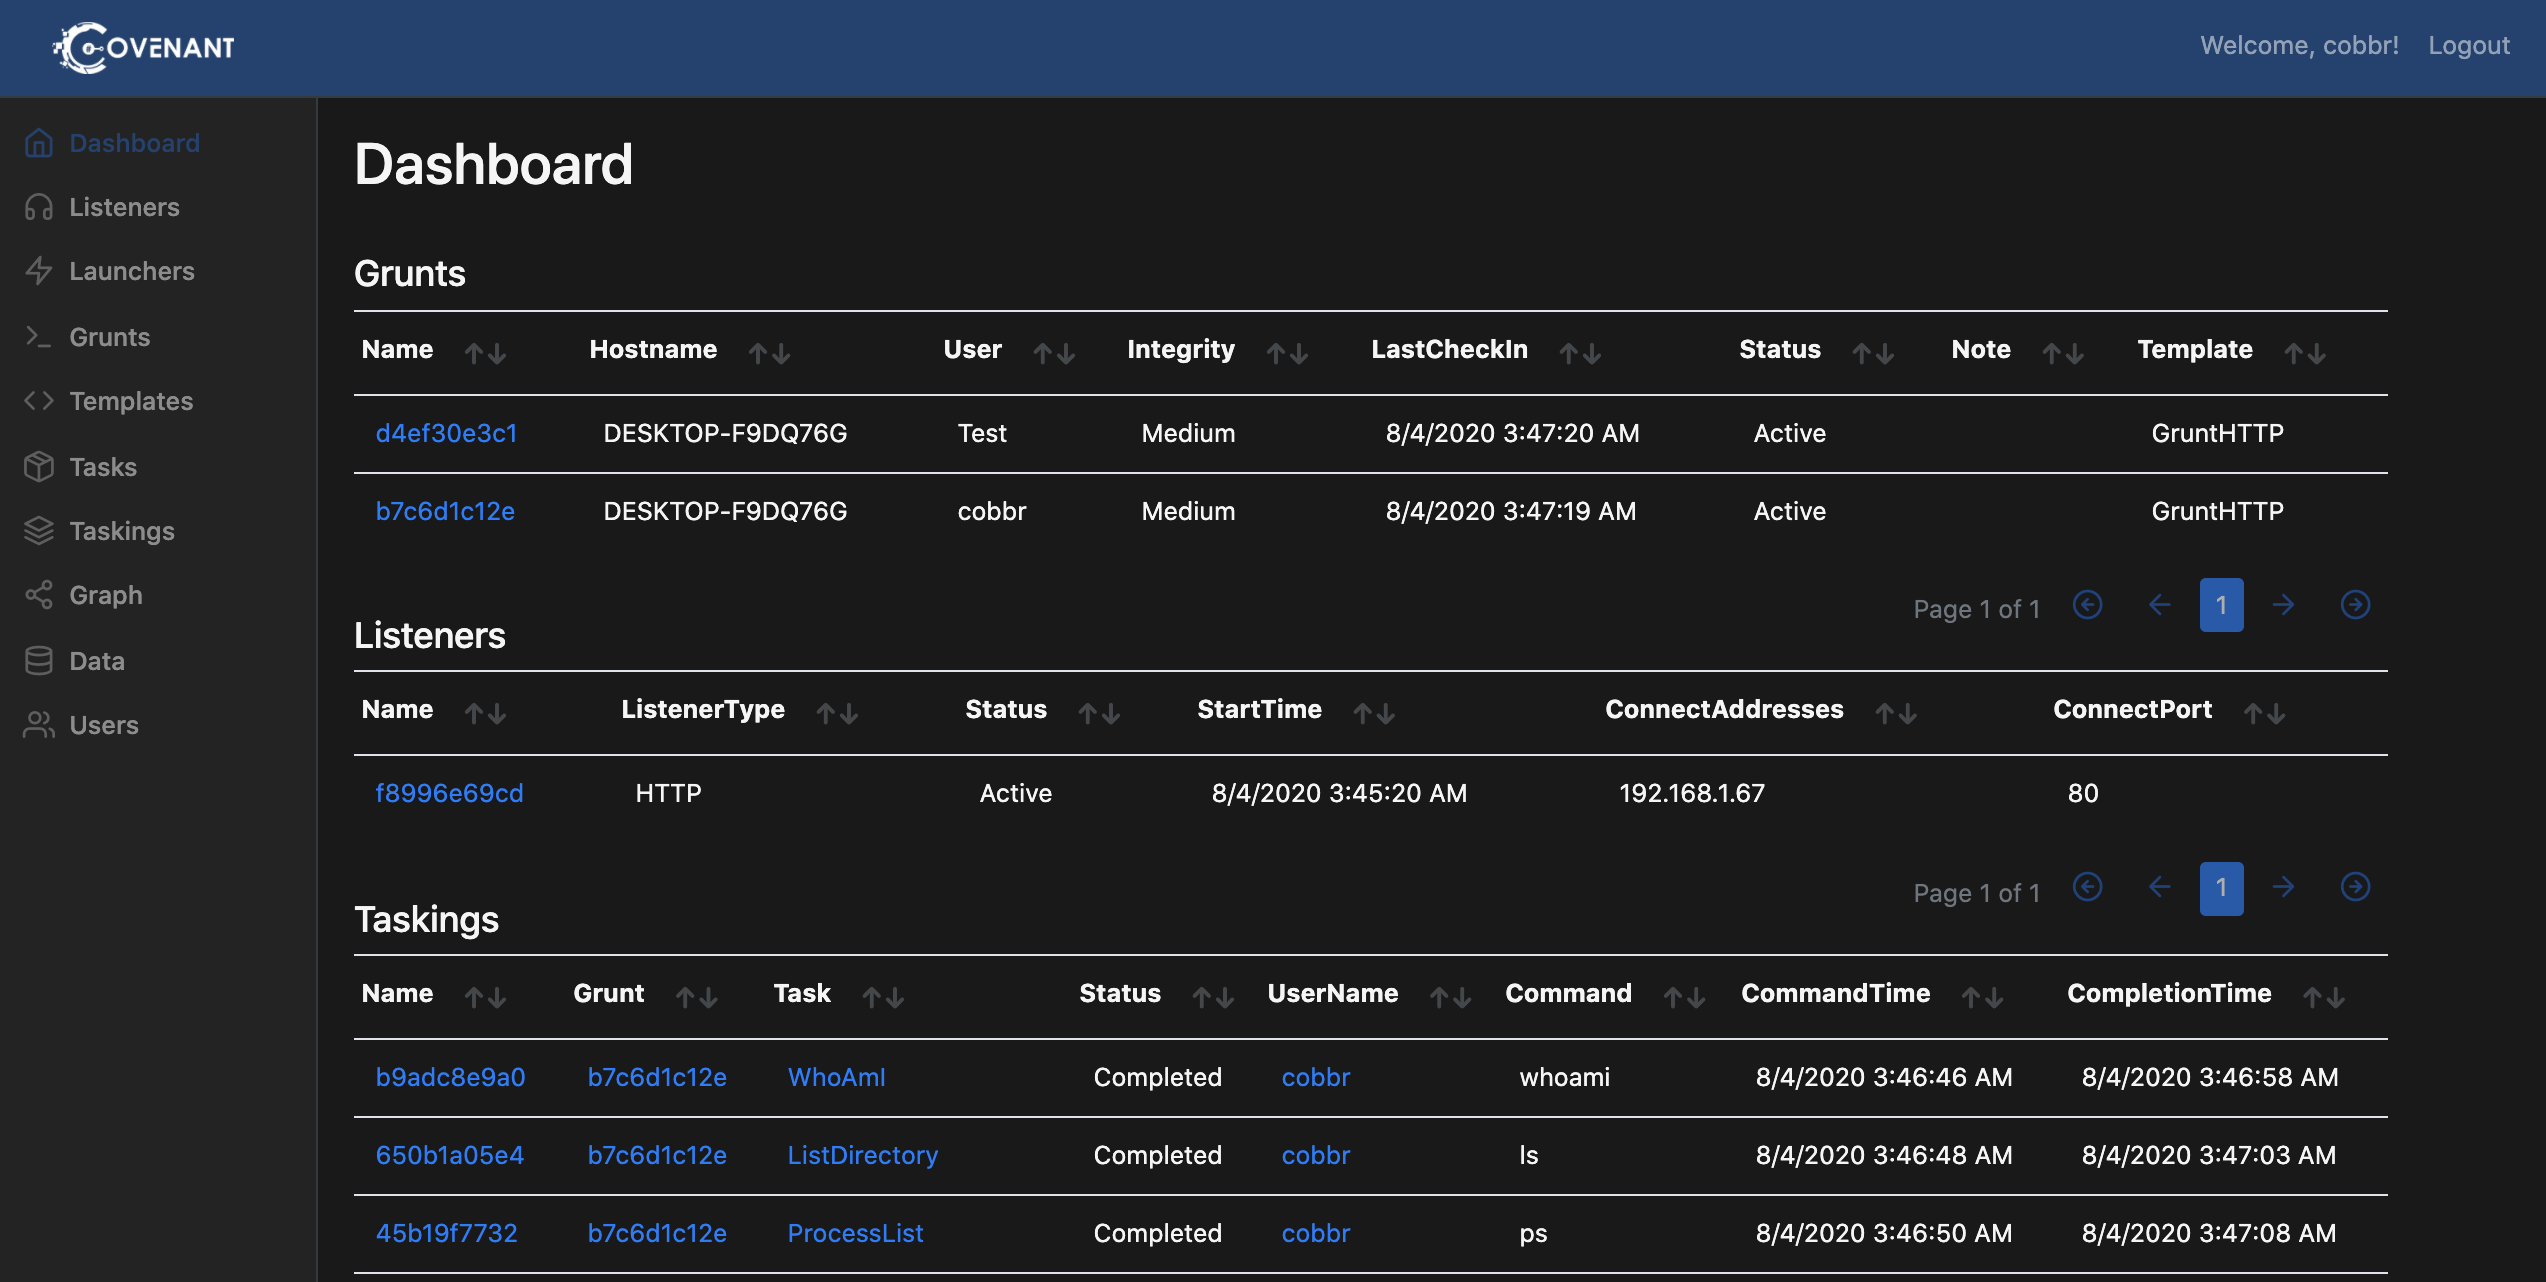 COVENANT
Welcome, cobbr! Logout
Dashboard
Listeners
Launchers
Grunts
Templates
Tasks
Taskings
Graph
Data
Users
Dashboard
Grunts
Name Hostname User Integrity LastCheckIn Status Note Template
d4ef30e3c1 DESKTOP-F9DQ76G Test Medium 8/4/2020 3:47:20 AM Active GruntHTTP
b7c6d1c12e DESKTOP-F9DQ76G cobbr Medium 8/4/2020 3:47:19 AM Active GruntHTTP
Page 1 of 1 1
Listeners
Name ListenerType Status StartTime ConnectAddresses ConnectPort
f8996e69cd HTTP Active 8/4/2020 3:45:20 AM 192.168.1.67 80
Page 1 of 1 1
Taskings
Name Grunt Task Status UserName Command CommandTime CompletionTime
b9adc8e9a0 b7c6d1c12e WhoAmI Completed cobbr whoami 8/4/2020 3:46:46 AM 8/4/2020 3:46:58 AM
650b1a05e4 b7c6d1c12e ListDirectory Completed cobbr ls 8/4/2020 3:46:48 AM 8/4/2020 3:47:03 AM
45b19f7732 b7c6d1c12e ProcessList Completed cobbr ps 8/4/2020 3:46:50 AM 8/4/2020 3:47:08 AM